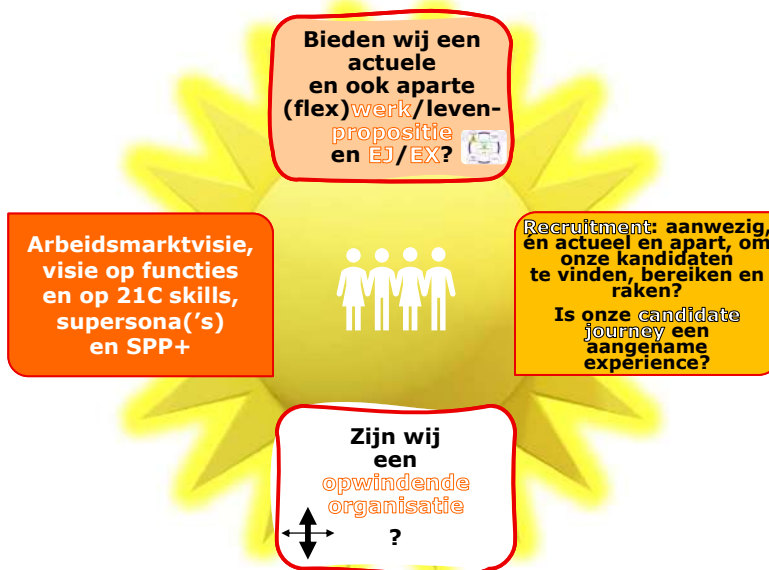 Bieden wij een
actuele
en ook aparte
(flex)werk/leven-
propositie
en EJ/EX?
Arbeidsmarktvisie,
visie op functies
en op 21C skills,
supersona('s)
en SPP+
Recruitment: aanwezig,
én actueel en apart, om
onze kandidaten
te vinden, bereiken en
raken?
Is onze candidate
journey een
aangename
experience?
Zijn wij
een
opwindende
organisatie
?